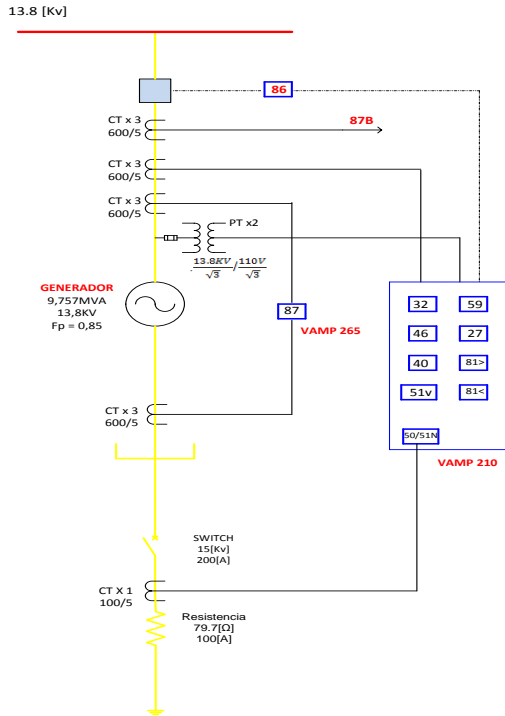 13.8 [Kv]
86
CT x 3
600/5
87B
CT x 3
600/5
CT x 3
600/5
PT x2
13.8KV/√3 / 110V/√3
GENERADOR
9,757MVA
13,8KV
Fp = 0,85
87
VAMP 265
32
59
46
27
40
81>
51v
81<
50/51N
VAMP 210
CT x 3
600/5
SWITCH
15[Kv]
200[A]
CT X 1
100/5
Resistencia
79.7[Ω]
100[A]